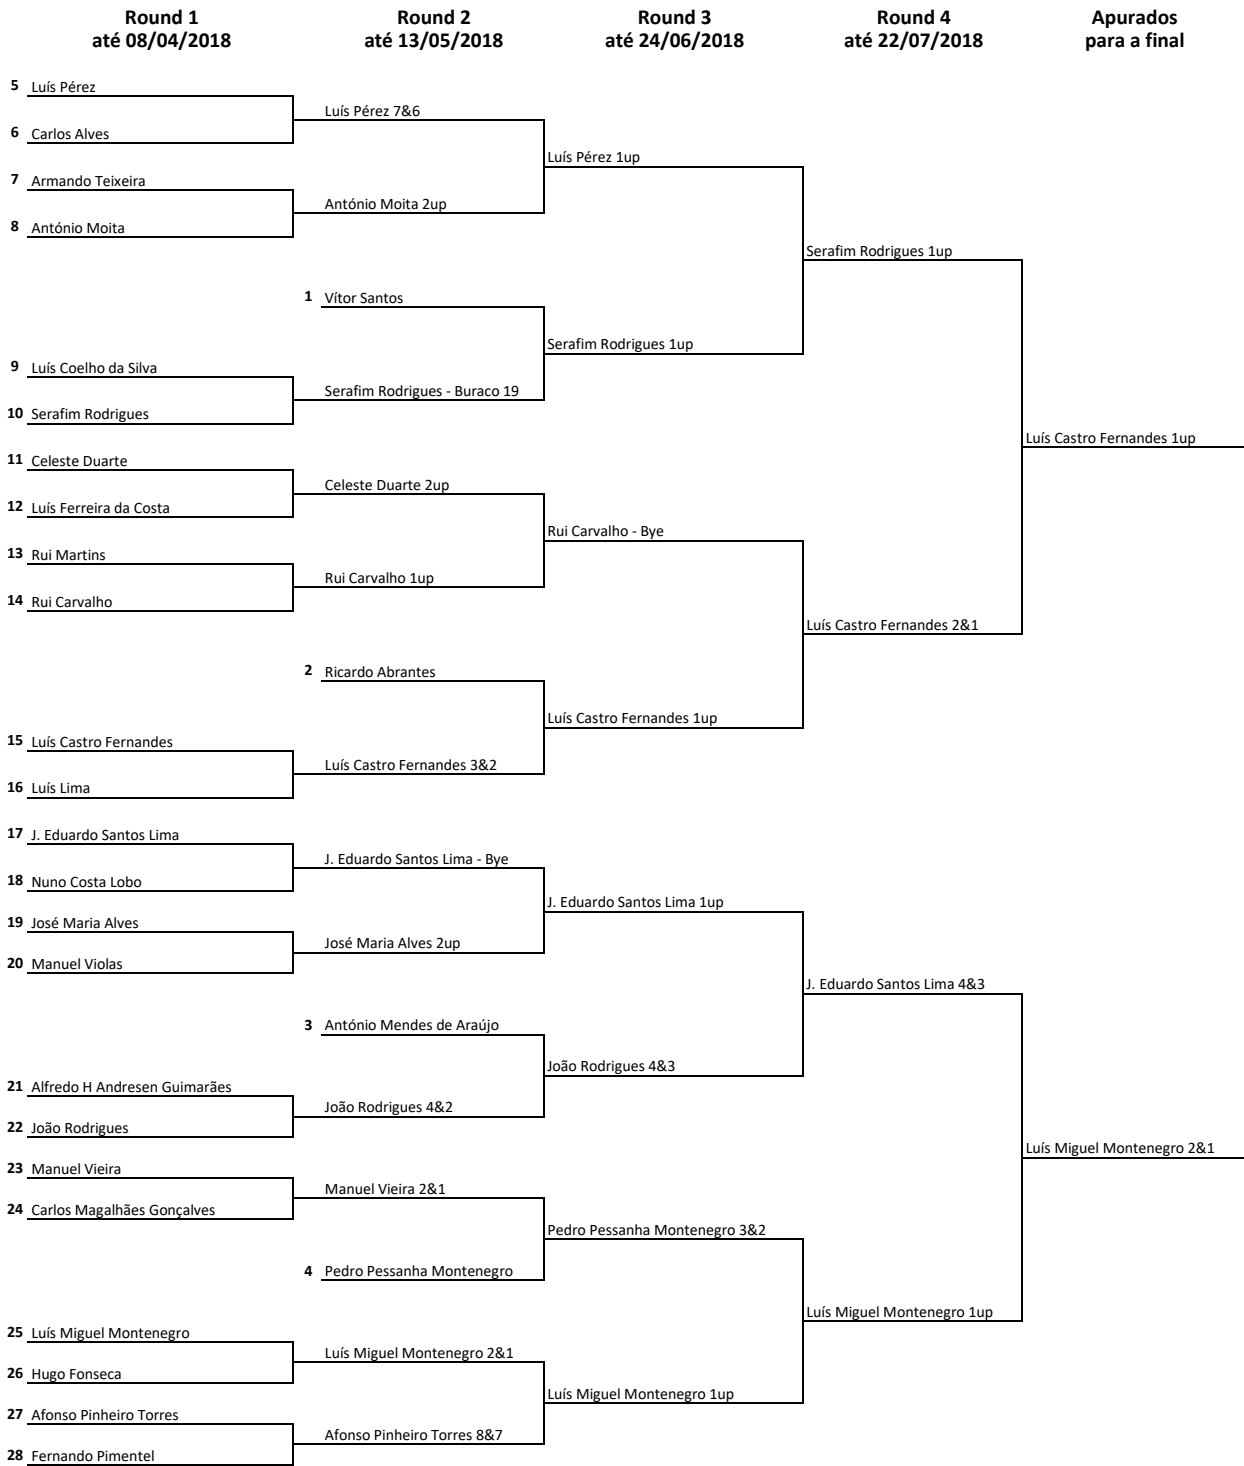 Round 1
até 08/04/2018
Round 2
até 13/05/2018
Round 3
até 24/06/2018
Round 4
até 22/07/2018
Apurados
para a final
5 Luís Pérez
Luís Pérez 7&6
6 Carlos Alves
Luís Pérez 1up
7 Armando Teixeira
António Moita 2up
8 António Moita
Serafim Rodrigues 1up
1 Vítor Santos
Serafim Rodrigues 1up
9 Luís Coelho da Silva
Serafim Rodrigues - Buraco 19
10 Serafim Rodrigues
Luís Castro Fernandes 1up
11 Celeste Duarte
Celeste Duarte 2up
12 Luís Ferreira da Costa
Rui Carvalho - Bye
13 Rui Martins
Rui Carvalho 1up
14 Rui Carvalho
Luís Castro Fernandes 2&1
2 Ricardo Abrantes
Luís Castro Fernandes 1up
15 Luís Castro Fernandes
Luís Castro Fernandes 3&2
16 Luís Lima
17 J. Eduardo Santos Lima
J. Eduardo Santos Lima - Bye
18 Nuno Costa Lobo
J. Eduardo Santos Lima 1up
19 José Maria Alves
José Maria Alves 2up
20 Manuel Violas
J. Eduardo Santos Lima 4&3
3 António Mendes de Araújo
João Rodrigues 4&3
21 Alfredo H Andresen Guimarães
João Rodrigues 4&2
22 João Rodrigues
Luís Miguel Montenegro 2&1
23 Manuel Vieira
Manuel Vieira 2&1
24 Carlos Magalhães Gonçalves
Pedro Pessanha Montenegro 3&2
4 Pedro Pessanha Montenegro
Luís Miguel Montenegro 1up
25 Luís Miguel Montenegro
Luís Miguel Montenegro 2&1
26 Hugo Fonseca
Luís Miguel Montenegro 1up
27 Afonso Pinheiro Torres
Afonso Pinheiro Torres 8&7
28 Fernando Pimentel